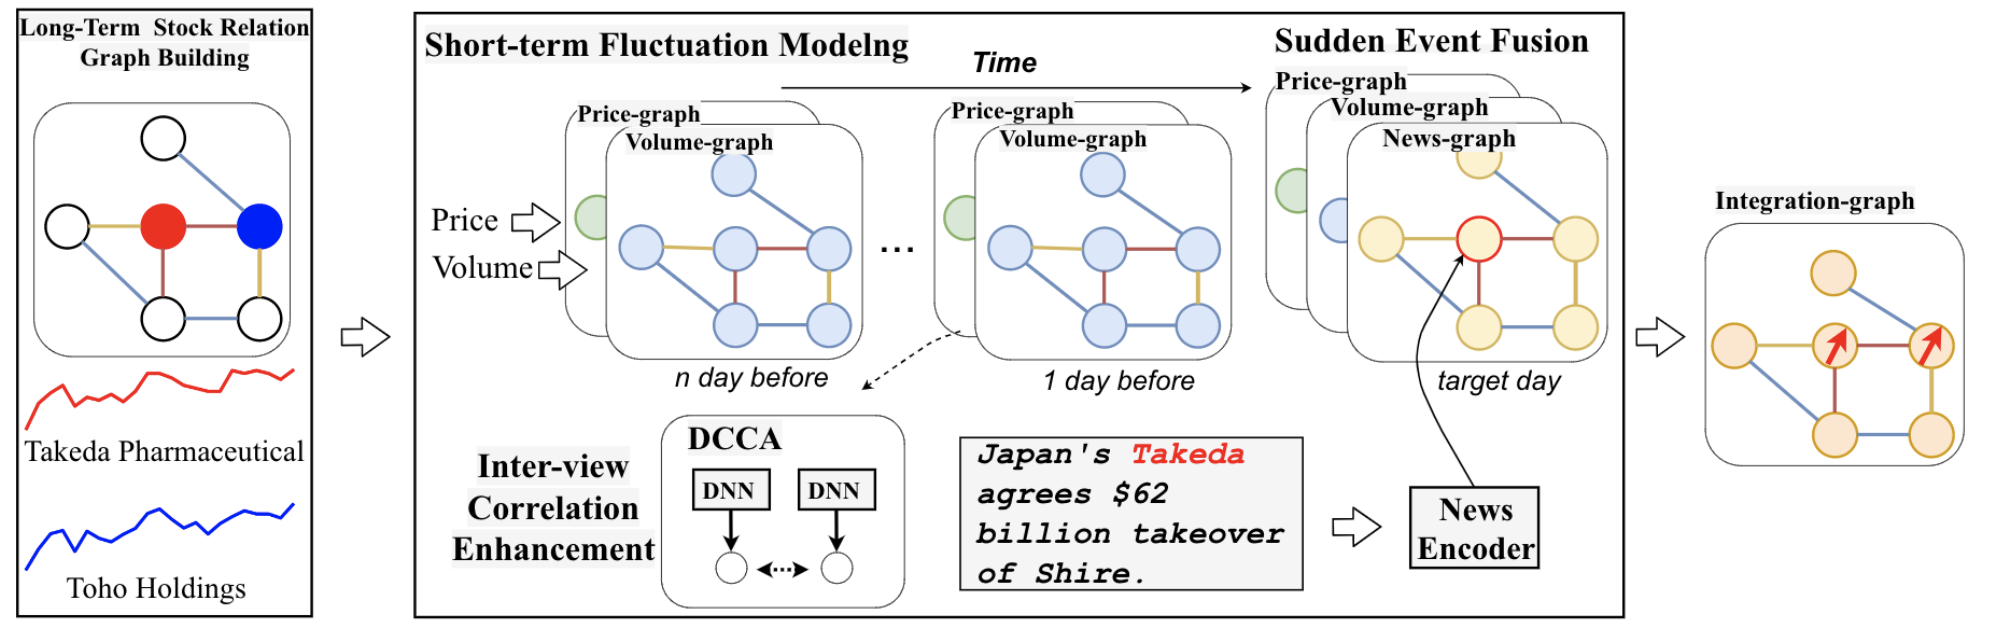 Long-Term Stock Relation
Graph Building
Takeda Pharmaceutical
Toho Holdings
Short-term Fluctuation Modelng
Time
Sudden Event Fusion
Price-graph
Volume-graph
Price-graph
Volume-graph
Price-graph
Volume-graph
News-graph
Price
Volume
...
n day before
1 day before
target day
Inter-view
Correlation
Enhancement
DCCA
DNN
DNN
Japan's Takeda
agrees $62
billion takeover
of Shire.
News
Encoder
Integration-graph